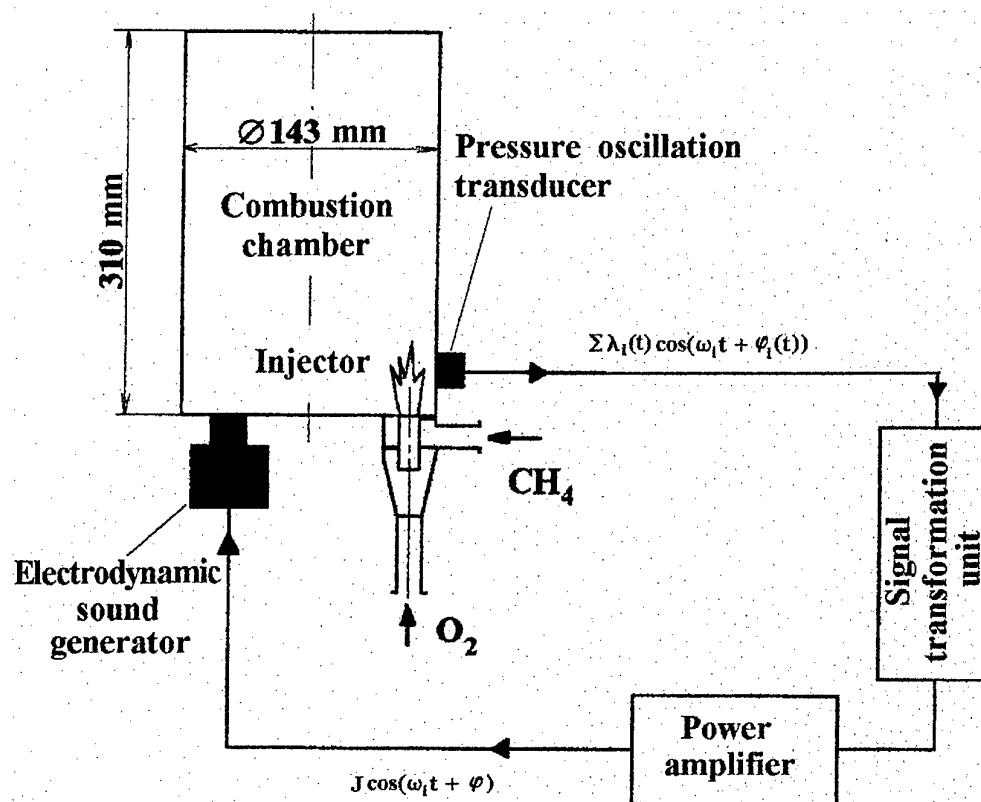 Ø143 mm
310 mm
Pressure oscillation
transducer
Combustion
chamber
Injector
Σλᵢ(t) cos(ωᵢt + φᵢ(t))
CH₄
Signal
transformation
unit
Electrodynamic
sound
generator
O₂
Power
amplifier
J cos(ωᵢt + φ)